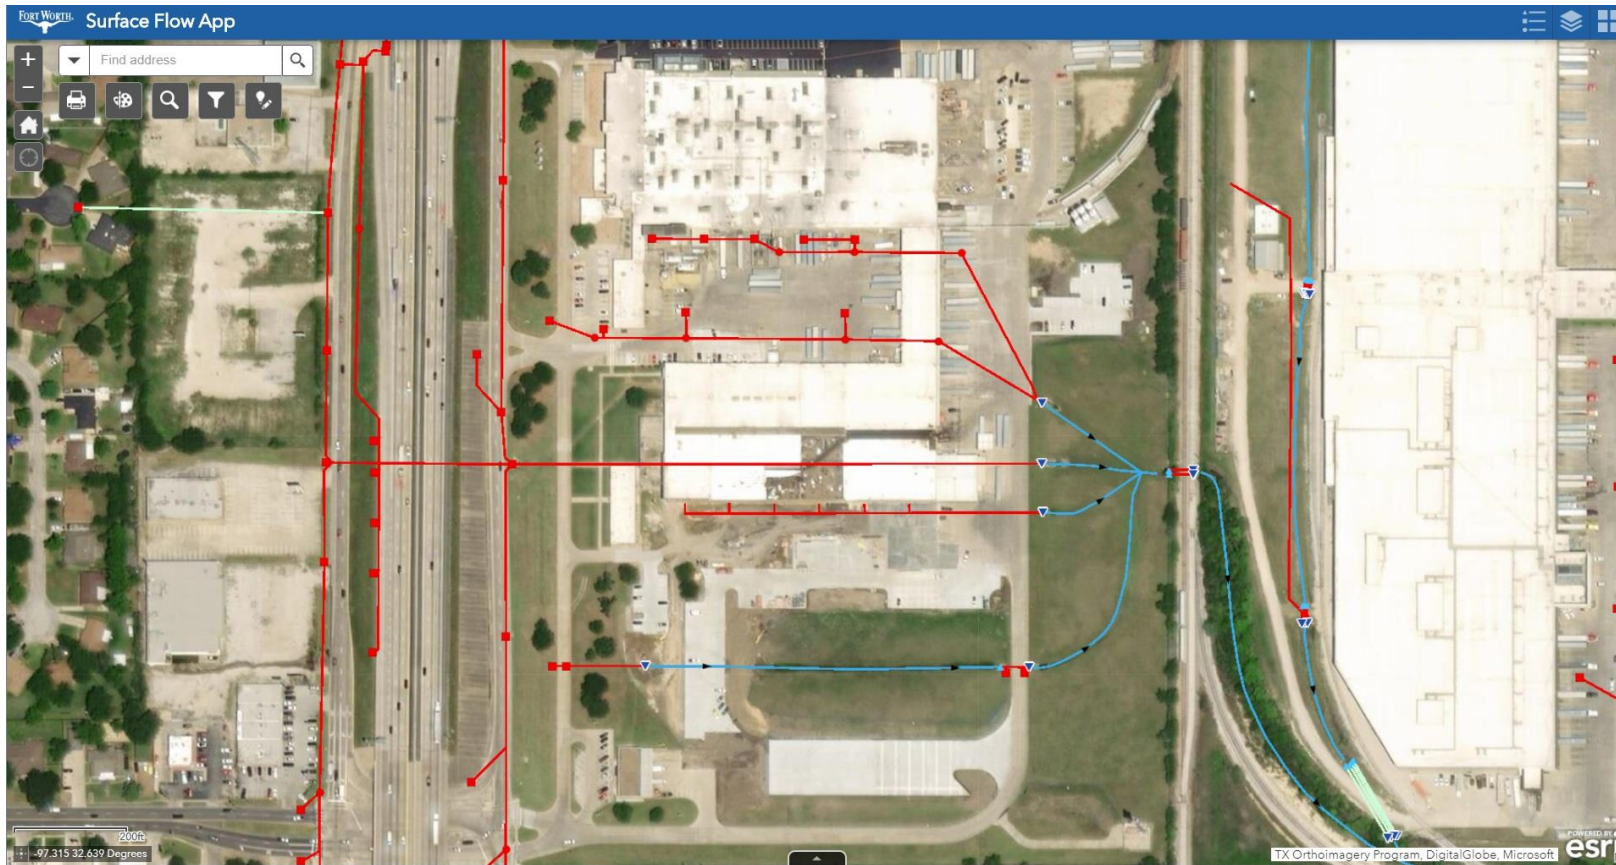 FORT WORTH.
Surface Flow App
+
Find address
−
200ft
-97.315 32.639 Degrees
TX Orthoimagery Program, DigitalGlobe, Microsoft
POWERED BY
esri